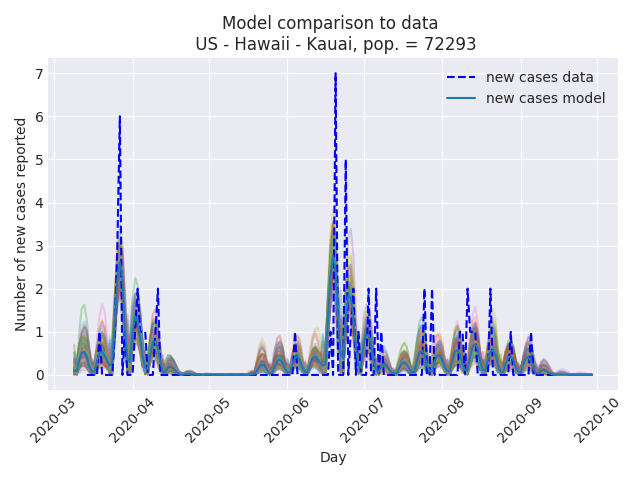 Model comparison to data
US - Hawaii - Kauai, pop. = 72293
new cases data
new cases model
Number of new cases reported
7
6
5
4
3
2
1
0
2020-03
2020-04
2020-05
2020-06
2020-07
2020-08
2020-09
2020-10
Day